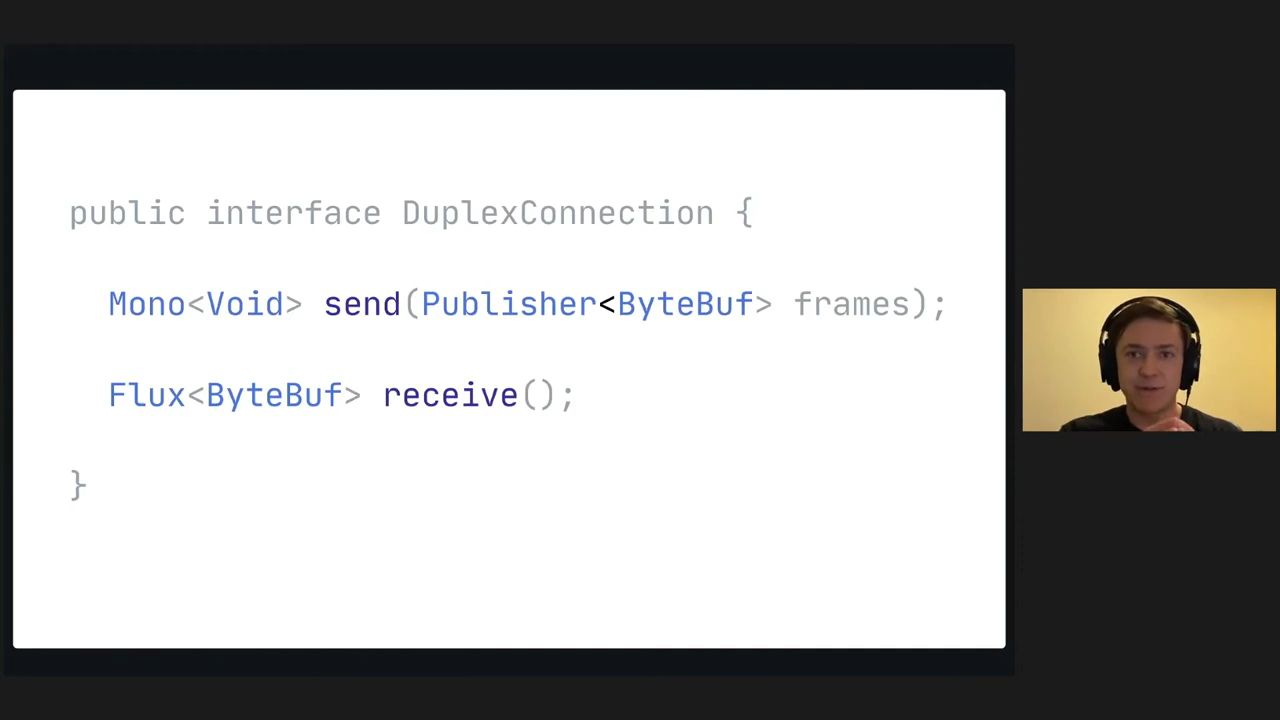 public interface DuplexConnection {
Mono<Void> send(Publisher<ByteBuf> frames);
Flux<ByteBuf> receive();
}